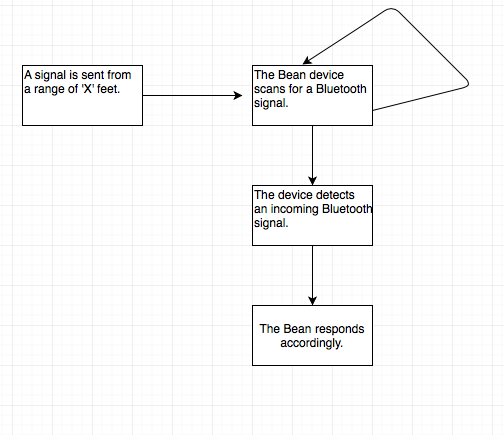 A signal is sent from
a range of 'X' feet.
The Bean device
scans for a Bluetooth
signal.
The device detects
an incoming Bluetooth
signal.
The Bean responds
accordingly.